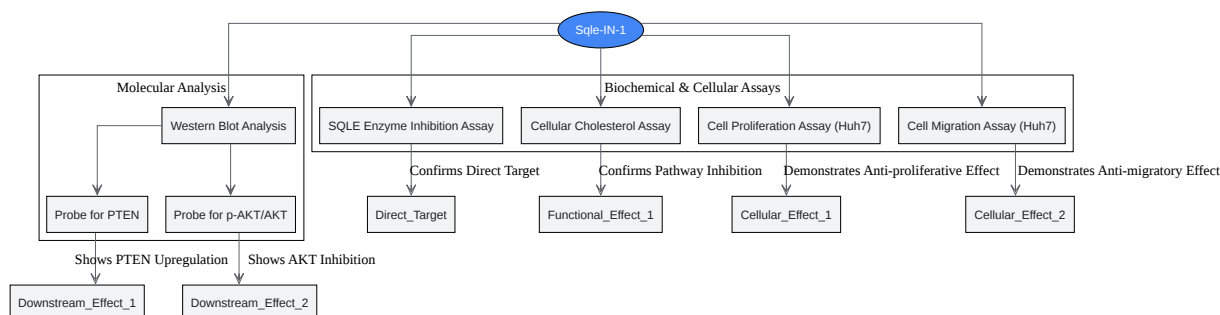 Sqle-IN-1
Molecular Analysis
Biochemical & Cellular Assays
Western Blot Analysis
SQLE Enzyme Inhibition Assay
Cellular Cholesterol Assay
Cell Proliferation Assay (Huh7)
Cell Migration Assay (Huh7)
Confirms Direct Target
Confirms Pathway Inhibition
Demonstrates Anti-proliferative Effect
Demonstrates Anti-migratory Effect
Probe for PTEN
Probe for p-AKT/AKT
Direct_Target
Functional_Effect_1
Cellular_Effect_1
Cellular_Effect_2
Shows PTEN Upregulation
Shows AKT Inhibition
Downstream_Effect_1
Downstream_Effect_2